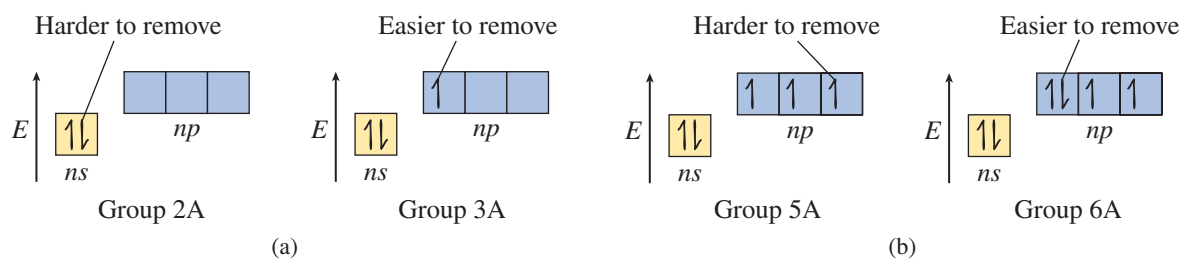 Harder to remove Easier to remove Harder to remove Easier to remove
E np E np E np E np
ns ns ns ns
Group 2A Group 3A Group 5A Group 6A
(a) (b)